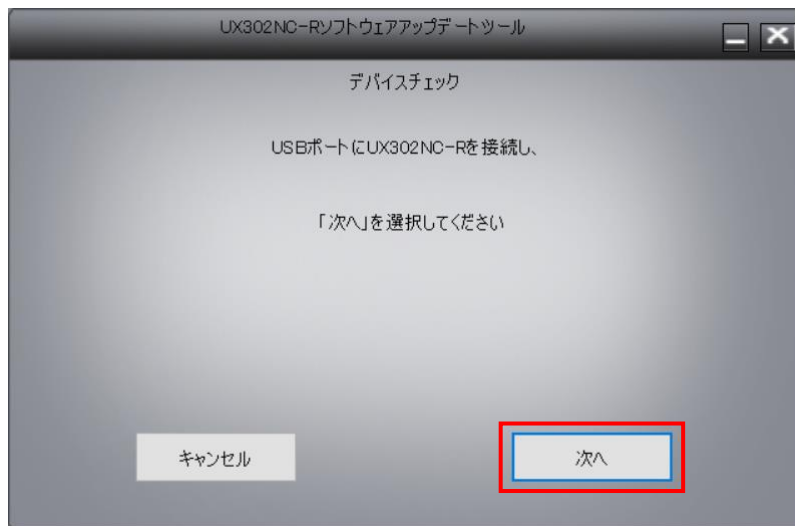 UX302NC-Rソフトウェアアップデートツール
デバイスチェック
USBポートにUX302NC-Rを接続し、
「次へ」を選択してください
キャンセル
次へ